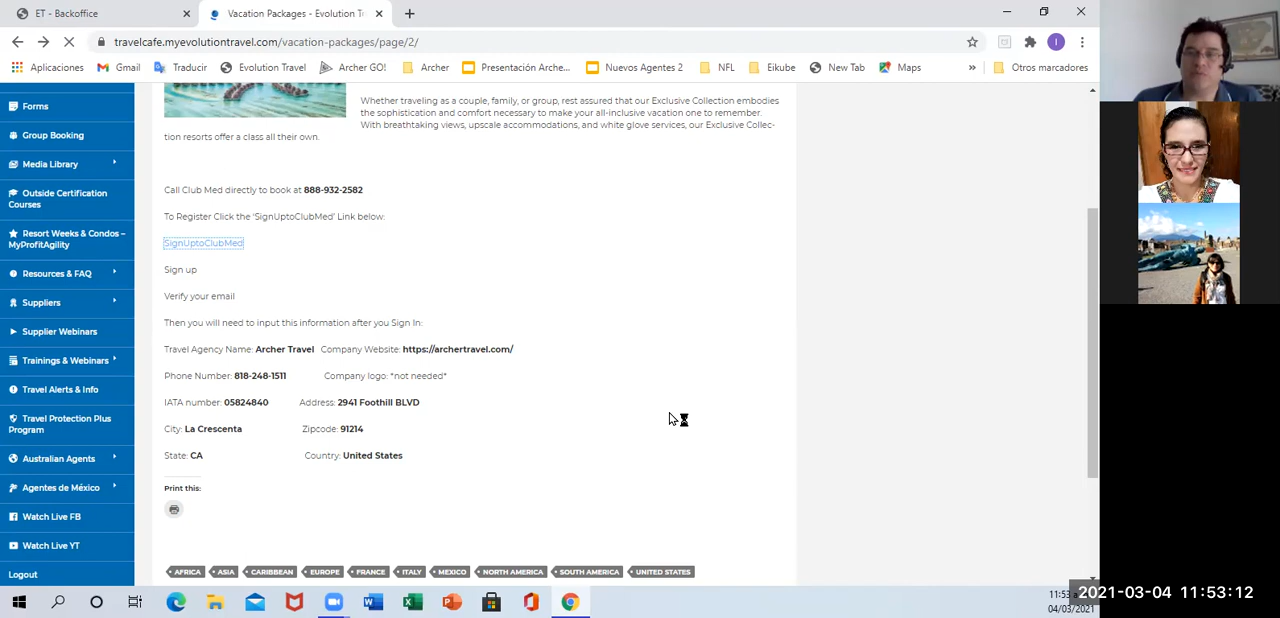 ET - Backoffice
Vacation Packages - Evolution T
travelcafe.myevolutiontravel.com/vacation-packages/page/2/
I
Aplicaciones
Gmail
Traducir
Evolution Travel
Archer GO!
Archer
Presentación Arche...
Nuevos Agentes 2
NFL
Eikube
New Tab
Maps
»
Otros marcadores
Forms
Group Booking
Media Library
Outside Certification
Courses
Resort Weeks & Condos –
MyProfitAgility
Resources & FAQ
Suppliers
Supplier Webinars
Trainings & Webinars
Travel Alerts & Info
Travel Protection Plus
Program
Australian Agents
Agentes de México
Watch Live FB
Watch Live YT
Logout
Whether traveling as a couple, family, or group, rest assured that our Exclusive Collection embodies
the sophistication and comfort necessary to make your all-inclusive vacation one to remember.
With breathtaking views, upscale accommodations, and white glove services, our Exclusive Collec-
tion resorts offer a class all their own.
Call Club Med directly to book at 888-932-2582
To Register Click the 'SignUptoClubMed' Link below:
SignUptoClubMed
Sign up
Verify your email
Then you will need to input this information after you Sign In:
Travel Agency Name: Archer Travel Company Website: https://archertravel.com/
Phone Number: 818-248-1511 Company logo: *not needed*
IATA number: 05824840 Address: 2941 Foothill BLVD
City: La Crescenta Zipcode: 91214
State: CA Country: United States
Print this:
AFRICA ASIA CARIBBEAN EUROPE FRANCE ITALY MEXICO NORTH AMERICA SOUTH AMERICA UNITED STATES
11:53 a
04/03/2021
2021-03-04 11:53:12